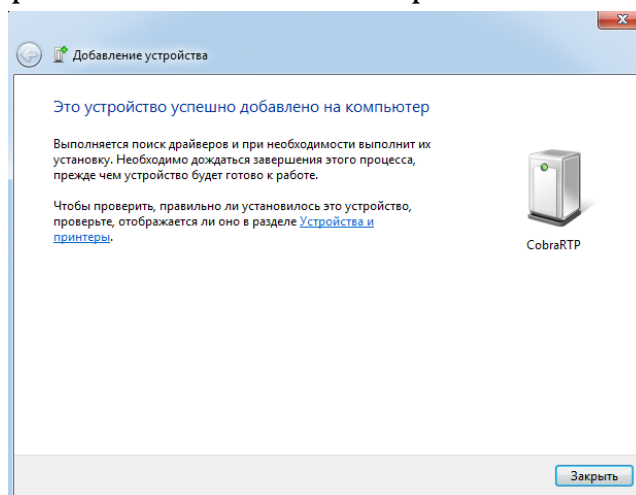 Добавление устройства
Это устройство успешно добавлено на компьютер
Выполняется поиск драйверов и при необходимости выполнит их
установку. Необходимо дождаться завершения этого процесса,
прежде чем устройство будет готово к работе.
Чтобы проверить, правильно ли установилось это устройство,
проверьте, отображается ли оно в разделе Устройства и
принтеры.
CobraRTP
Закрыть